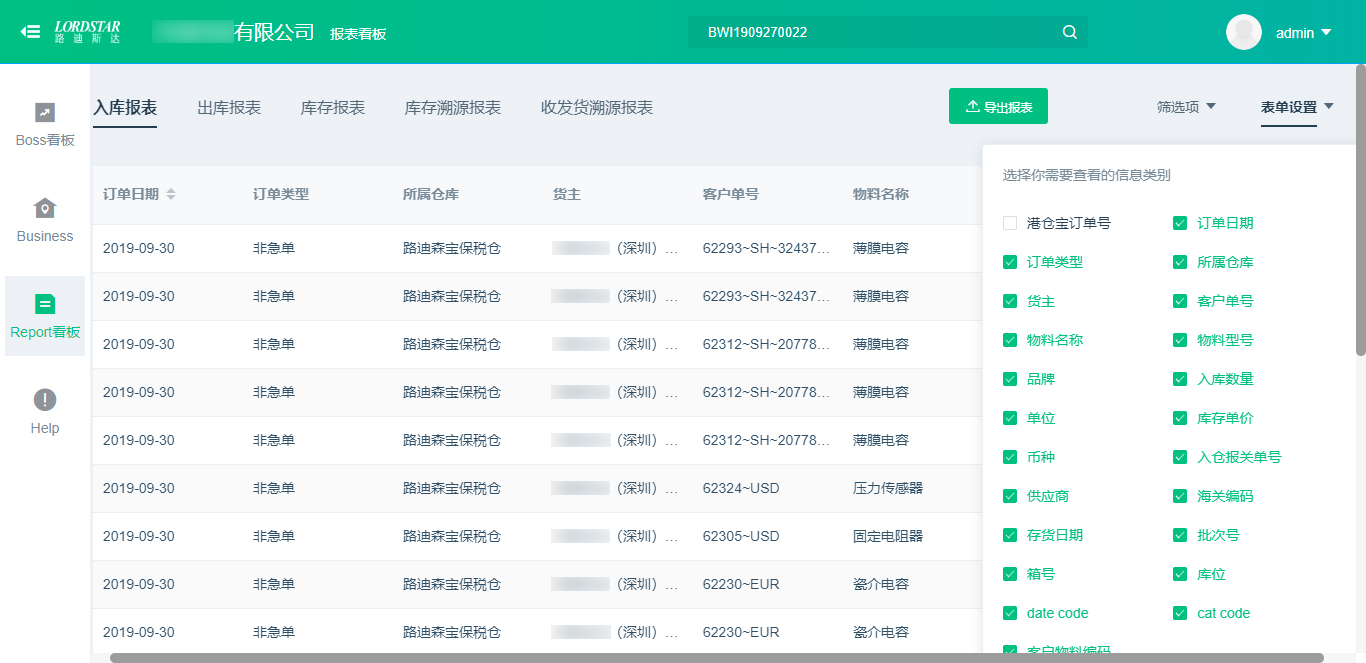 LORDSTAR
路迪斯达
有限公司 报表看板
BWI1909270022
admin
Boss看板
Business
Report看板
Help
入库报表 出库报表 库存报表 库存溯源报表 收发货溯源报表
导出报表
筛选项 表单设置
订单日期 订单类型 所属仓库 货主 客户单号 物料名称
2019-09-30 非急单 路迪森宝保税仓 （深圳）... 62293~SH~32437... 薄膜电容
2019-09-30 非急单 路迪森宝保税仓 （深圳）... 62293~SH~32437... 薄膜电容
2019-09-30 非急单 路迪森宝保税仓 （深圳）... 62312~SH~20778... 薄膜电容
2019-09-30 非急单 路迪森宝保税仓 （深圳）... 62312~SH~20778... 薄膜电容
2019-09-30 非急单 路迪森宝保税仓 （深圳）... 62312~SH~20778... 薄膜电容
2019-09-30 非急单 路迪森宝保税仓 （深圳）... 62324~USD 压力传感器
2019-09-30 非急单 路迪森宝保税仓 （深圳）... 62305~USD 固定电阻器
2019-09-30 非急单 路迪森宝保税仓 （深圳）... 62230~EUR 瓷介电容
2019-09-30 非急单 路迪森宝保税仓 （深圳）... 62230~EUR 瓷介电容
选择你需要查看的信息类别
港仓宝订单号 订单日期
订单类型 所属仓库
货主 客户单号
物料名称 物料型号
品牌 入库数量
单位 库存单价
币种 入仓报关单号
供应商 海关编码
存货日期 批次号
箱号 库位
date code cat code
客户物料编码